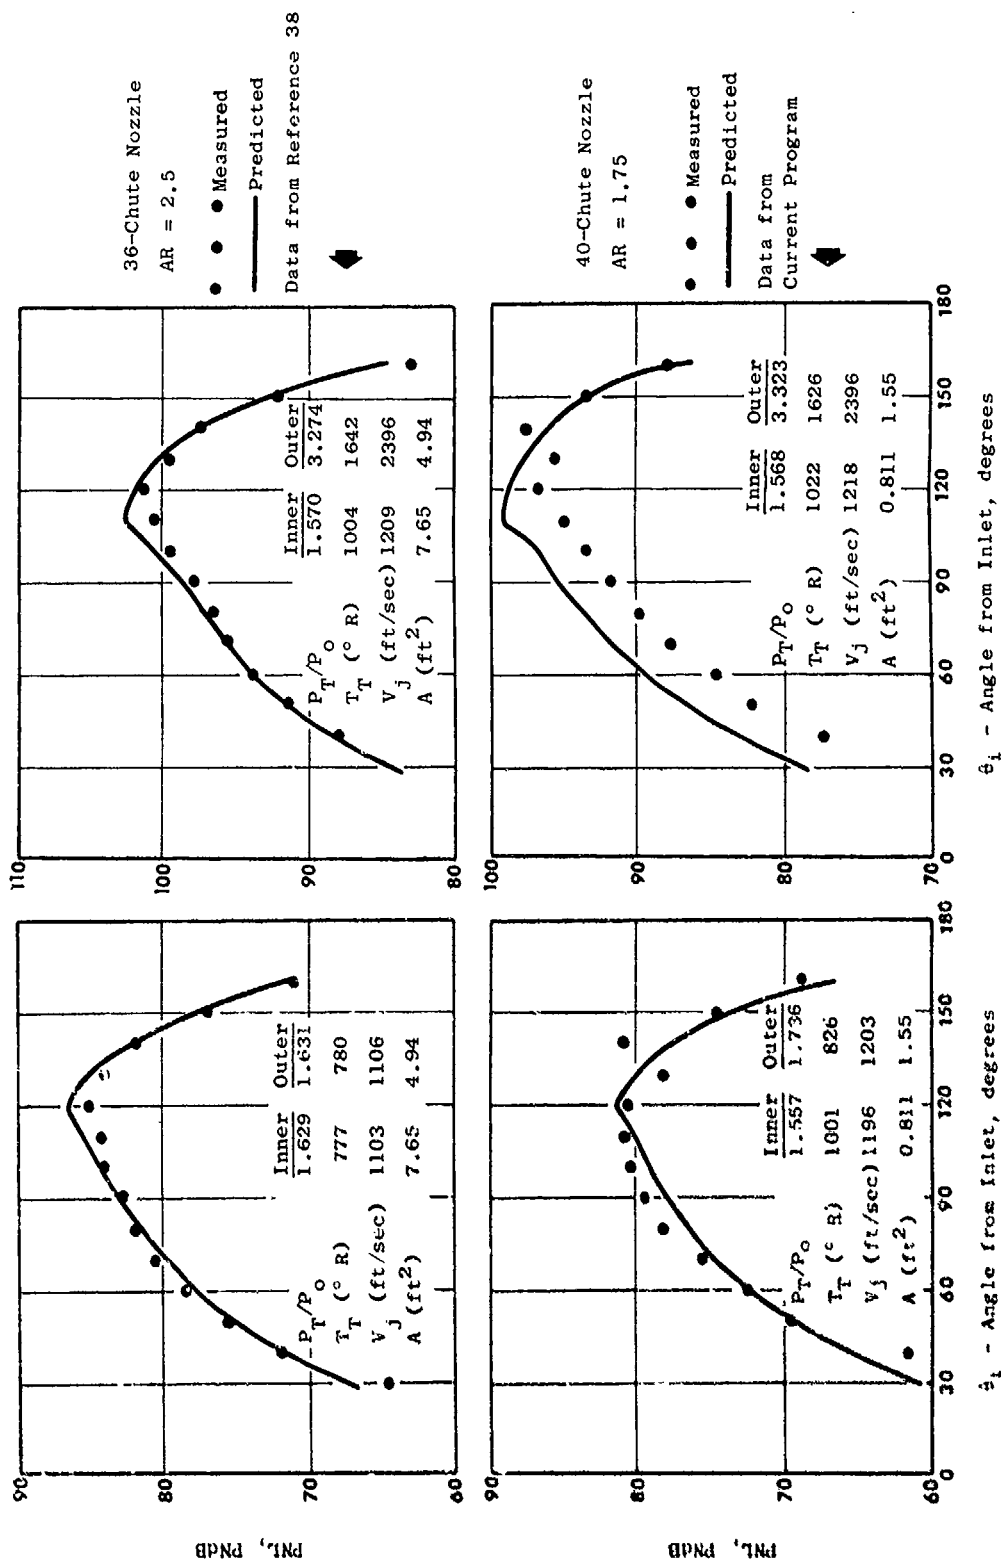 90
80
70
60
PNL, PNdB
P_T/P_O
T_T (° R)
V_j (ft/sec)
A (ft²)
Inner
1.629
777
1103
7.65
Outer
1.631
780
1106
4.94
110
100
90
80
P_T/P_O
T_T (° R)
V_j (ft/sec)
A (ft²)
Inner
1.570
1004
1209
7.65
Outer
3.274
1642
2396
4.94
36-Chute Nozzle
AR = 2.5
Measured
Predicted
Data from Reference 38
90
80
70
60
PNL, PNdB
P_T/P_O
T_T (° R)
V_j (ft/sec)
A (ft²)
Inner
1.557
1001
1196
0.811
Outer
1.736
826
1203
1.55
0 30 60 90 120 150 180
θ_i - Angle from Inlet, degrees
100
90
80
70
P_T/P_O
T_T (° R)
V_j (ft/sec)
A (ft²)
Inner
1.568
1022
1218
0.811
Outer
3.323
1626
2396
1.55
0 30 60 90 120 150 180
θ_i - Angle from Inlet, degrees
40-Chute Nozzle
AR = 1.75
Measured
Predicted
Data from
Current Program